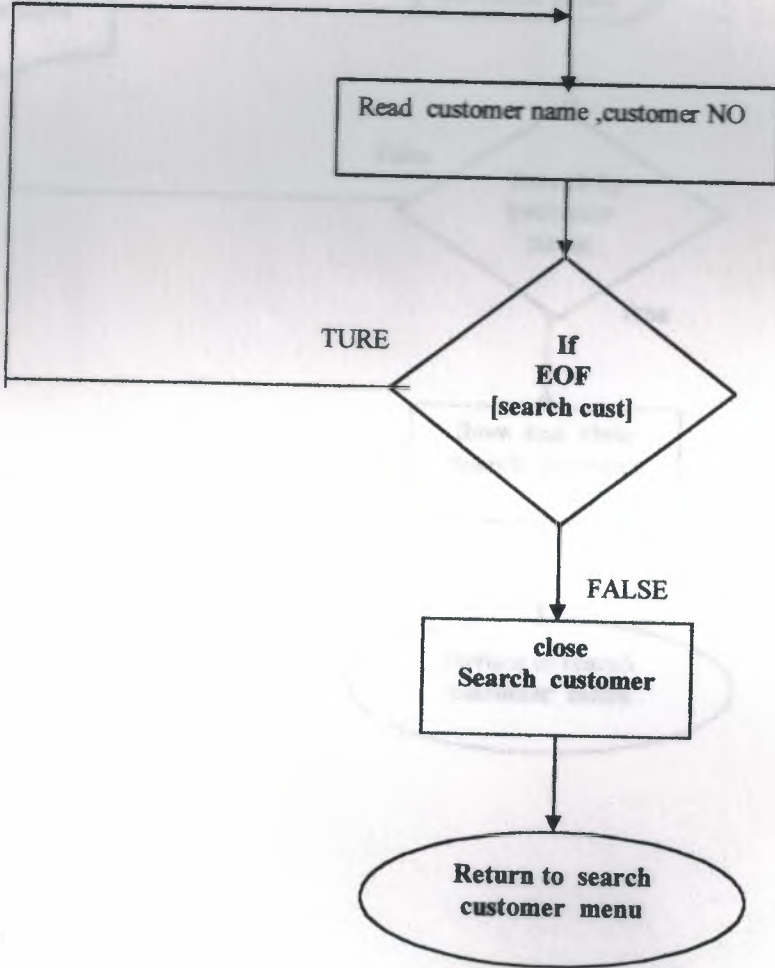 Read customer name ,customer NO
TURE
If
EOF
[search cust]
FALSE
close
Search customer
Return to search
customer menu